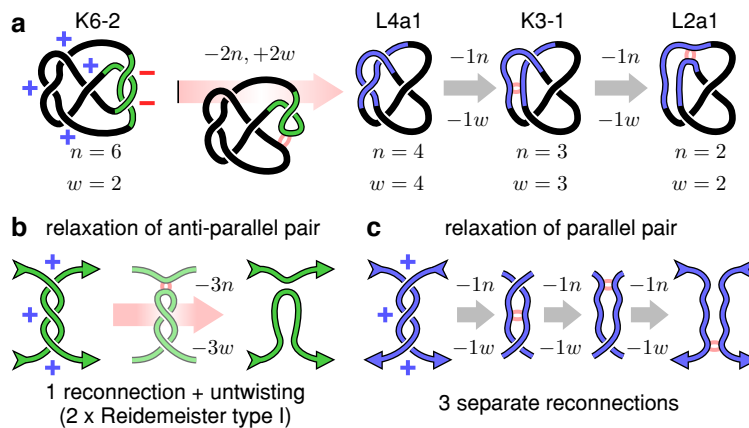 a
K6-2
L4a1
K3-1
L2a1
−2n, +2w
−1n
−1n
−1w
−1w
n = 6
n = 4
n = 3
n = 2
w = 2
w = 4
w = 3
w = 2
b relaxation of anti-parallel pair
−3n
−3w
1 reconnection + untwisting
(2 x Reidemeister type I)
c relaxation of parallel pair
−1n
−1n
−1n
−1w
−1w
−1w
3 separate reconnections